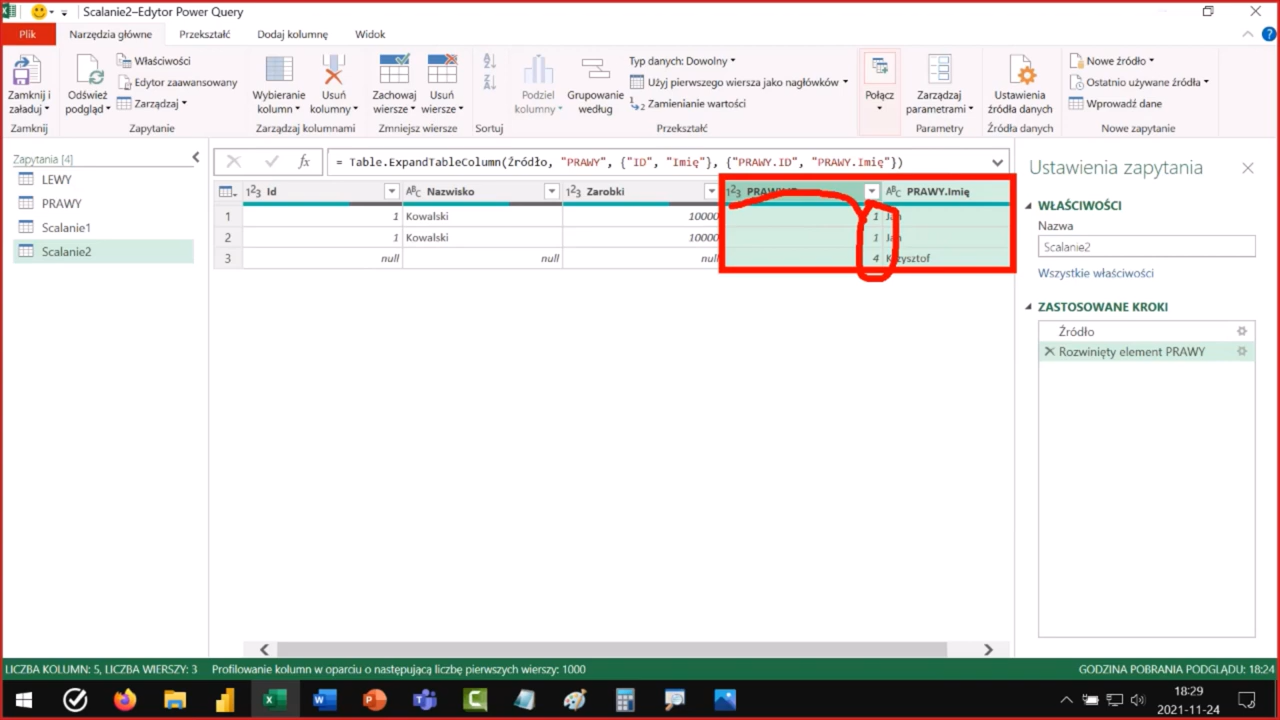 Scalanie2–Edytor Power Query
Plik
Narzędzia główne
Przekształć
Dodaj kolumnę
Widok
Zamknij i załaduj
Zamknij
Odśwież podgląd
Właściwości
Edytor zaawansowany
Zarządzaj
Zapytanie
Wybieranie kolumn
Usuń kolumny
Zarządzaj kolumnami
Zachowaj wiersze
Usuń wiersze
Zmniejsz wiersze
Sortuj
Podziel kolumny
Grupowanie według
Typ danych: Dowolny
Użyj pierwszego wiersza jako nagłówków
Zamienianie wartości
Przekształć
Połącz
Zarządzaj parametrami
Parametry
Ustawienia źródła danych
Źródła danych
Nowe źródło
Ostatnio używane źródła
Wprowadź dane
Nowe zapytanie
Zapytania [4]
LEWY
PRAWY
Scalanie1
Scalanie2
fx
= Table.ExpandTableColumn(Źródło, "PRAWY", {"ID", "Imię"}, {"PRAWY.ID", "PRAWY.Imię"})
Id Nazwisko Zarobki PRAWY.Imię
1 1 Kowalski 10000 1 Jan
2 1 Kowalski 10000 1 Jan
3 null null null 4 Krzysztof
Ustawienia zapytania
WŁAŚCIWOŚCI
Nazwa
Scalanie2
Wszystkie właściwości
ZASTOSOWANE KROKI
Źródło
Rozwinięty element PRAWY
LICZBA KOLUMN: 5, LICZBA WIERSZY: 3
Profilowanie kolumn w oparciu o następującą liczbę pierwszych wierszy: 1000
GODZINA POBRANIA PODGLĄDU: 18:24
18:29
2021-11-24